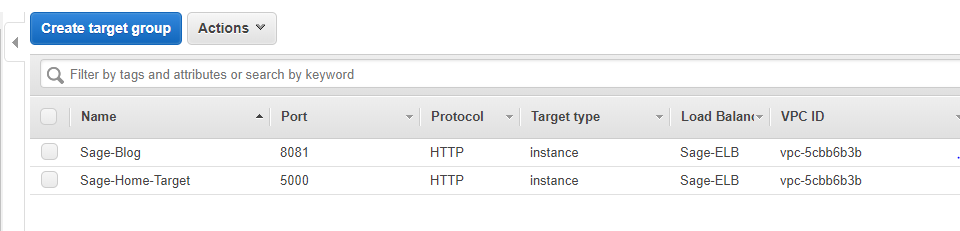 Create target group Actions
Filter by tags and attributes or search by keyword
Name Port Protocol Target type Load Balanc VPC ID
Sage-Blog 8081 HTTP instance Sage-ELB vpc-5cbb6b3b
Sage-Home-Target 5000 HTTP instance Sage-ELB vpc-5cbb6b3b